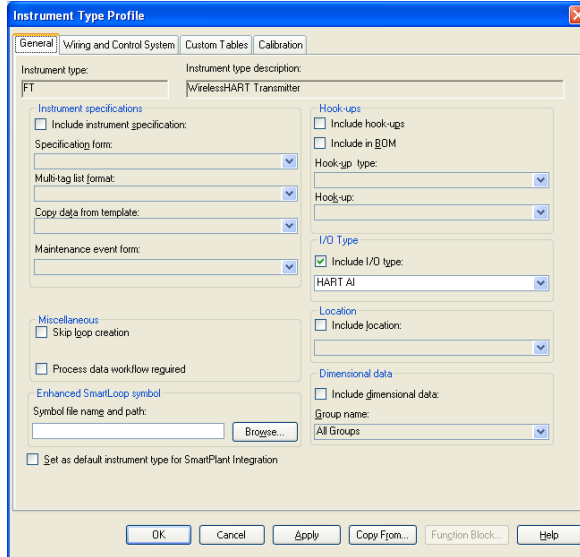 Instrument Type Profile
General
Wiring and Control System
Custom Tables
Calibration
Instrument type:
Instrument type description:
FT
WirelessHART Transmitter
Instrument specifications
Include instrument specification:
Specification form:
Multi-tag list format:
Copy data from template:
Maintenance event form:
Miscellaneous
Skip loop creation
Process data workflow required
Enhanced SmartLoop symbol
Symbol file name and path:
Browse...
Set as default instrument type for SmartPlant Integration
Hook-ups
Include hook-ups
Include in BOM
Hook-up type:
Hook-up:
I/O Type
Include I/O type:
HART AI
Location
Include location:
Dimensional data
Include dimensional data:
Group name:
All Groups
OK
Cancel
Apply
Copy From...
Function Block...
Help